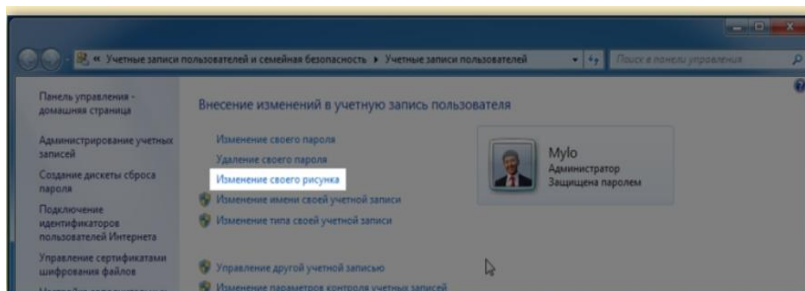 « Учетные записи пользователей и семейная безопасность ▸ Учетные записи пользователей
Поиск в панели управления
Панель управления -
домашняя страница
Администрирование учетных
записей
Создание дискеты сброса
пароля
Подключение
идентификаторов
пользователей Интернета
Управление сертификатами
шифрования файлов
Внесение изменений в учетную запись пользователя
Изменение своего пароля
Удаление своего пароля
Изменение своего рисунка
Изменение имени своей учетной записи
Изменение типа своей учетной записи
Управление другой учетной записью
Изменение параметров контроля учетных записей
Mylo
Администратор
Защищена паролем